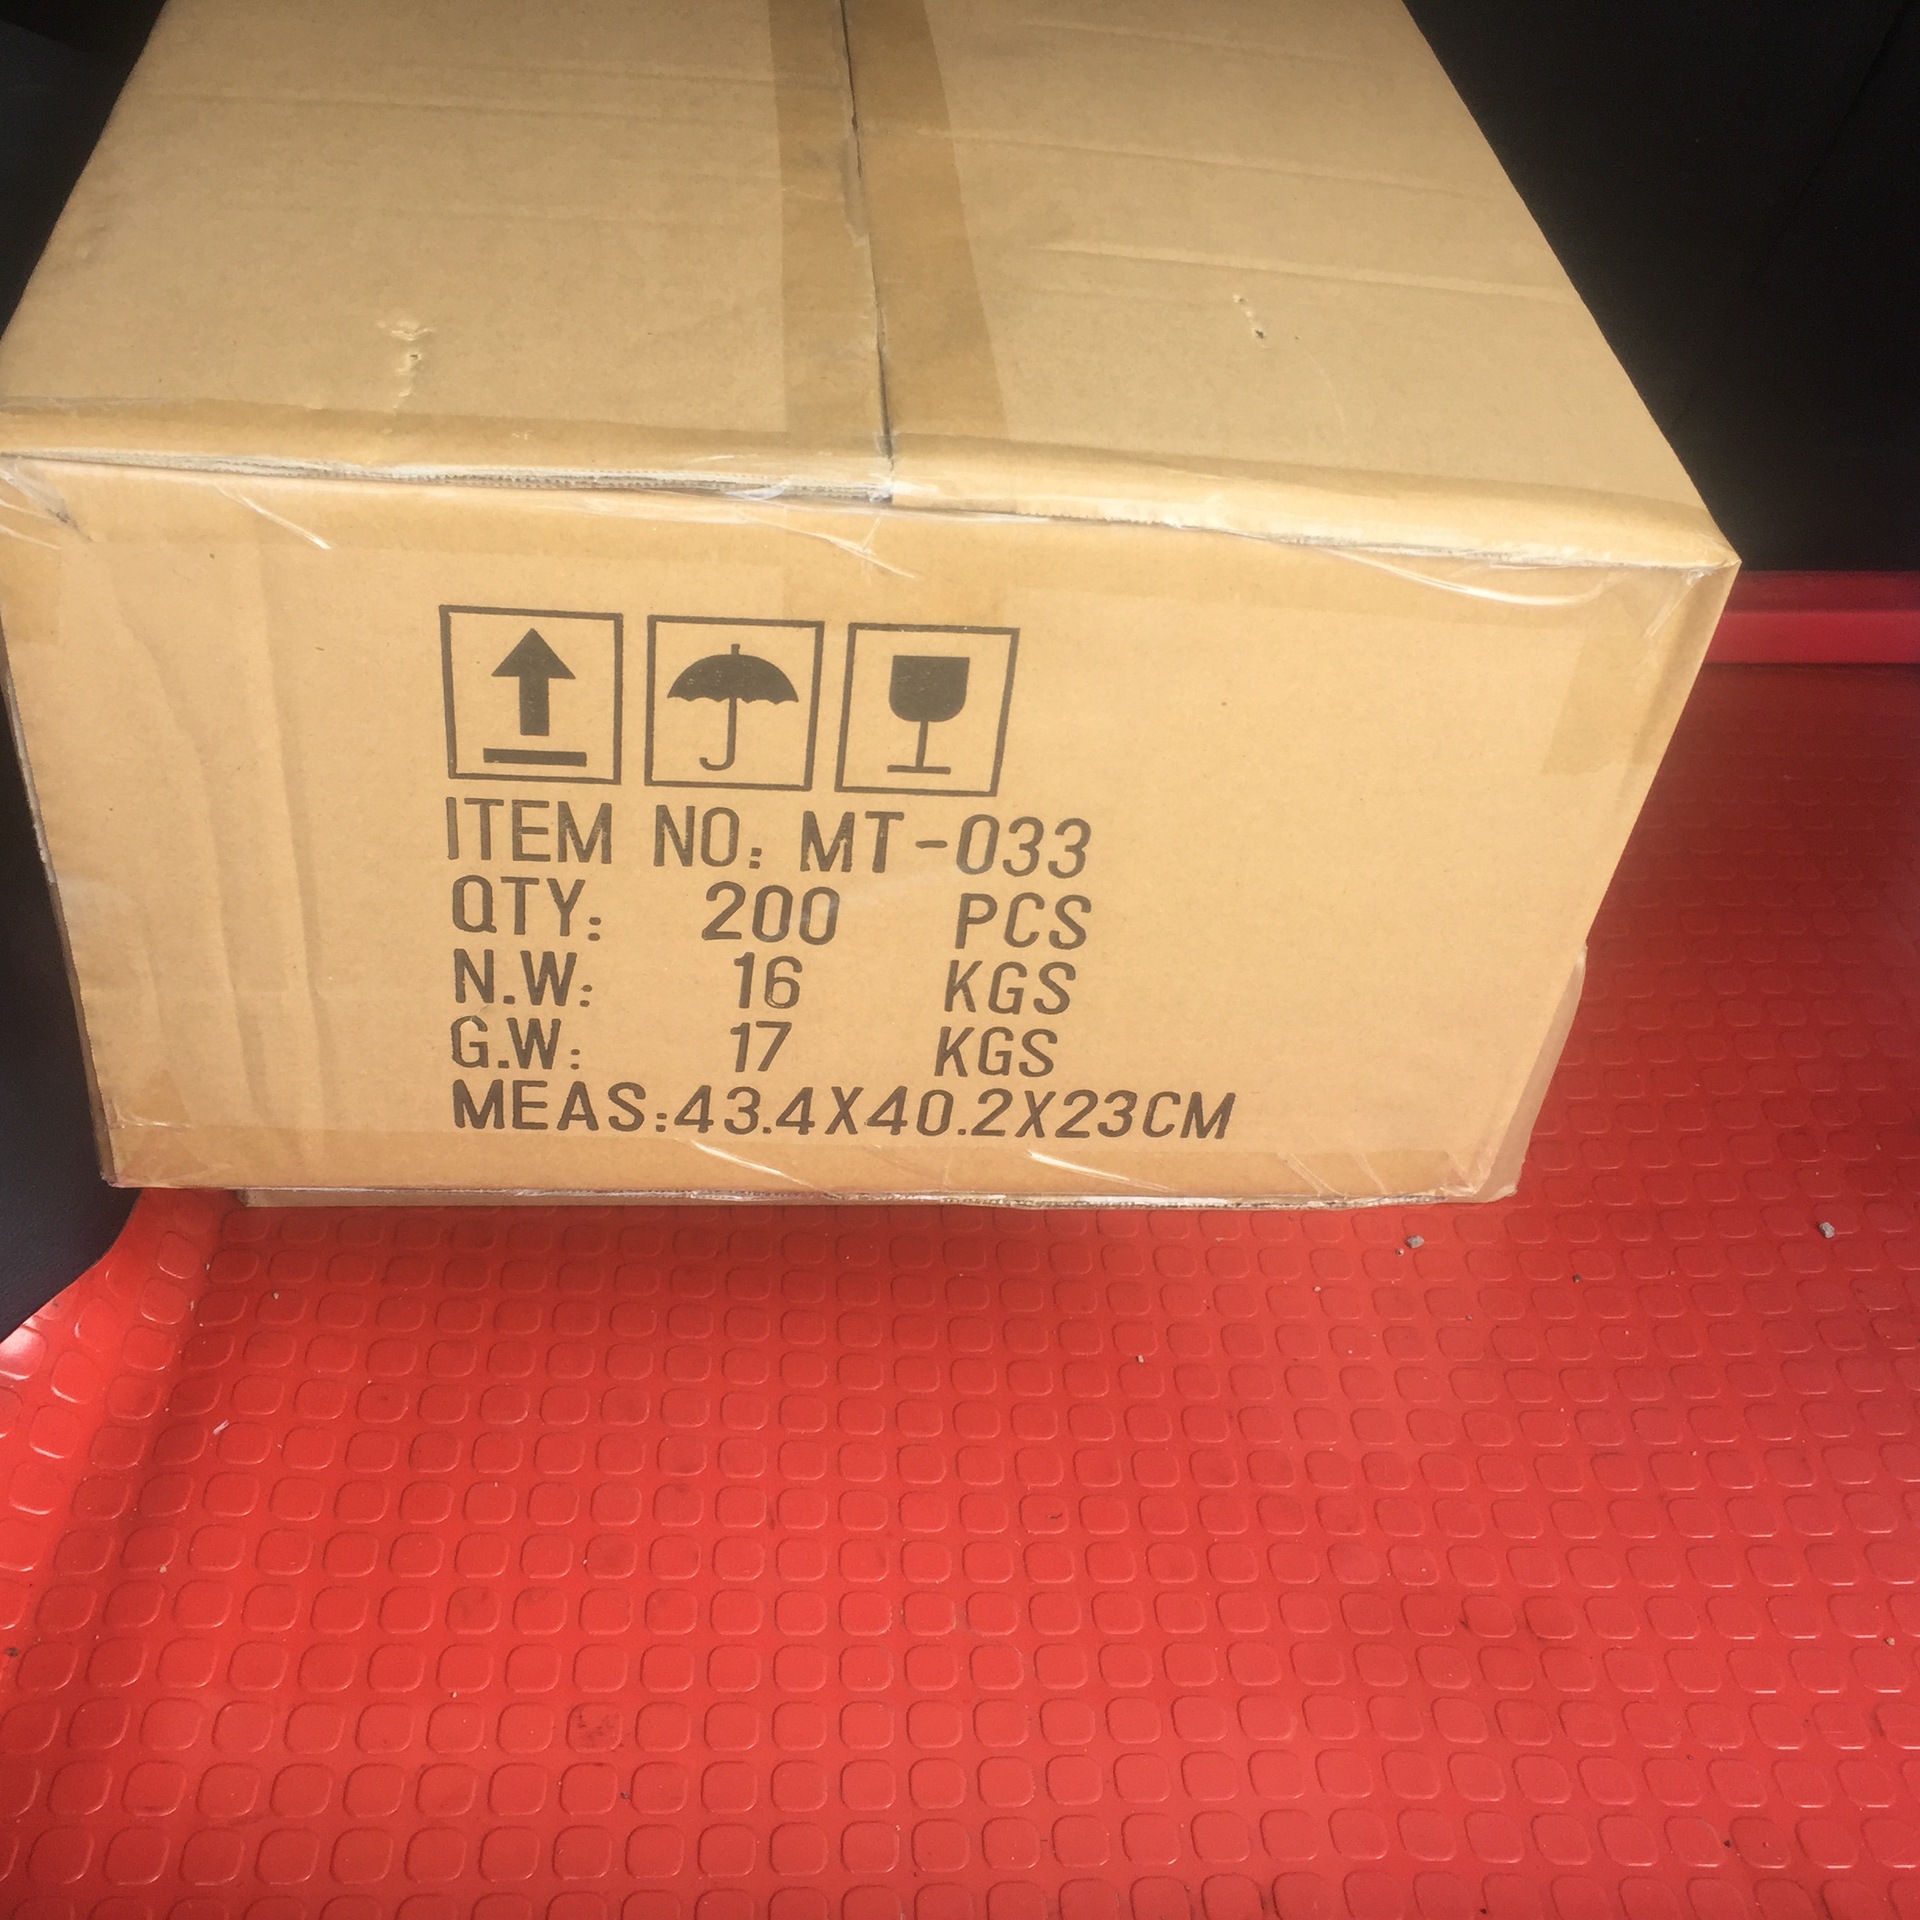 ITEM NO: MT-033
QTY: 200 PCS
N.W: 16 KGS
G.W: 17 KGS
MEAS:43.4X40.2X23CM